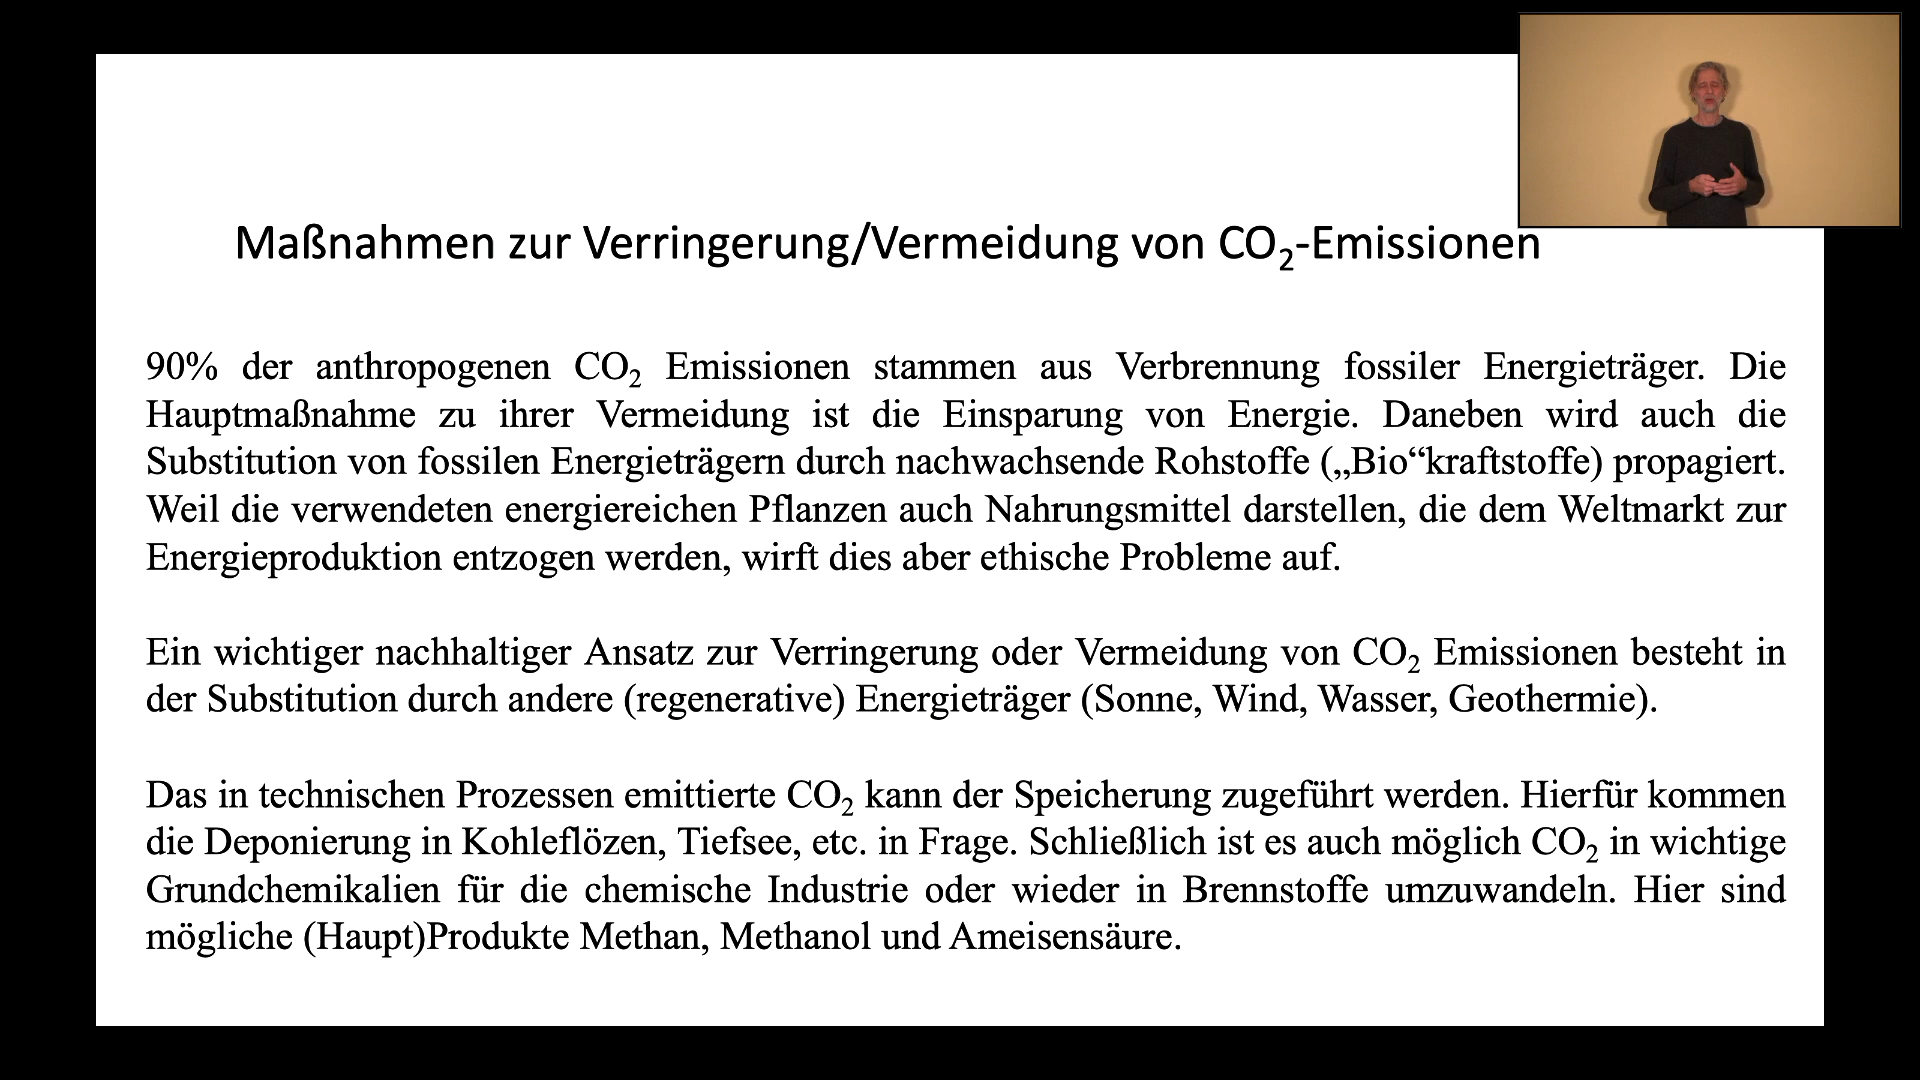 Maßnahmen zur Verringerung/Vermeidung von CO₂-Emissionen
90% der anthropogenen CO₂ Emissionen stammen aus Verbrennung fossiler Energieträger. Die
Hauptmaßnahme zu ihrer Vermeidung ist die Einsparung von Energie. Daneben wird auch die
Substitution von fossilen Energieträgern durch nachwachsende Rohstoffe („Bio“kraftstoffe) propagiert.
Weil die verwendeten energiereichen Pflanzen auch Nahrungsmittel darstellen, die dem Weltmarkt zur
Energieproduktion entzogen werden, wirft dies aber ethische Probleme auf.
Ein wichtiger nachhaltiger Ansatz zur Verringerung oder Vermeidung von CO₂ Emissionen besteht in
der Substitution durch andere (regenerative) Energieträger (Sonne, Wind, Wasser, Geothermie).
Das in technischen Prozessen emittierte CO₂ kann der Speicherung zugeführt werden. Hierfür kommen
die Deponierung in Kohleflözen, Tiefsee, etc. in Frage. Schließlich ist es auch möglich CO₂ in wichtige
Grundchemikalien für die chemische Industrie oder wieder in Brennstoffe umzuwandeln. Hier sind
mögliche (Haupt)Produkte Methan, Methanol und Ameisensäure.